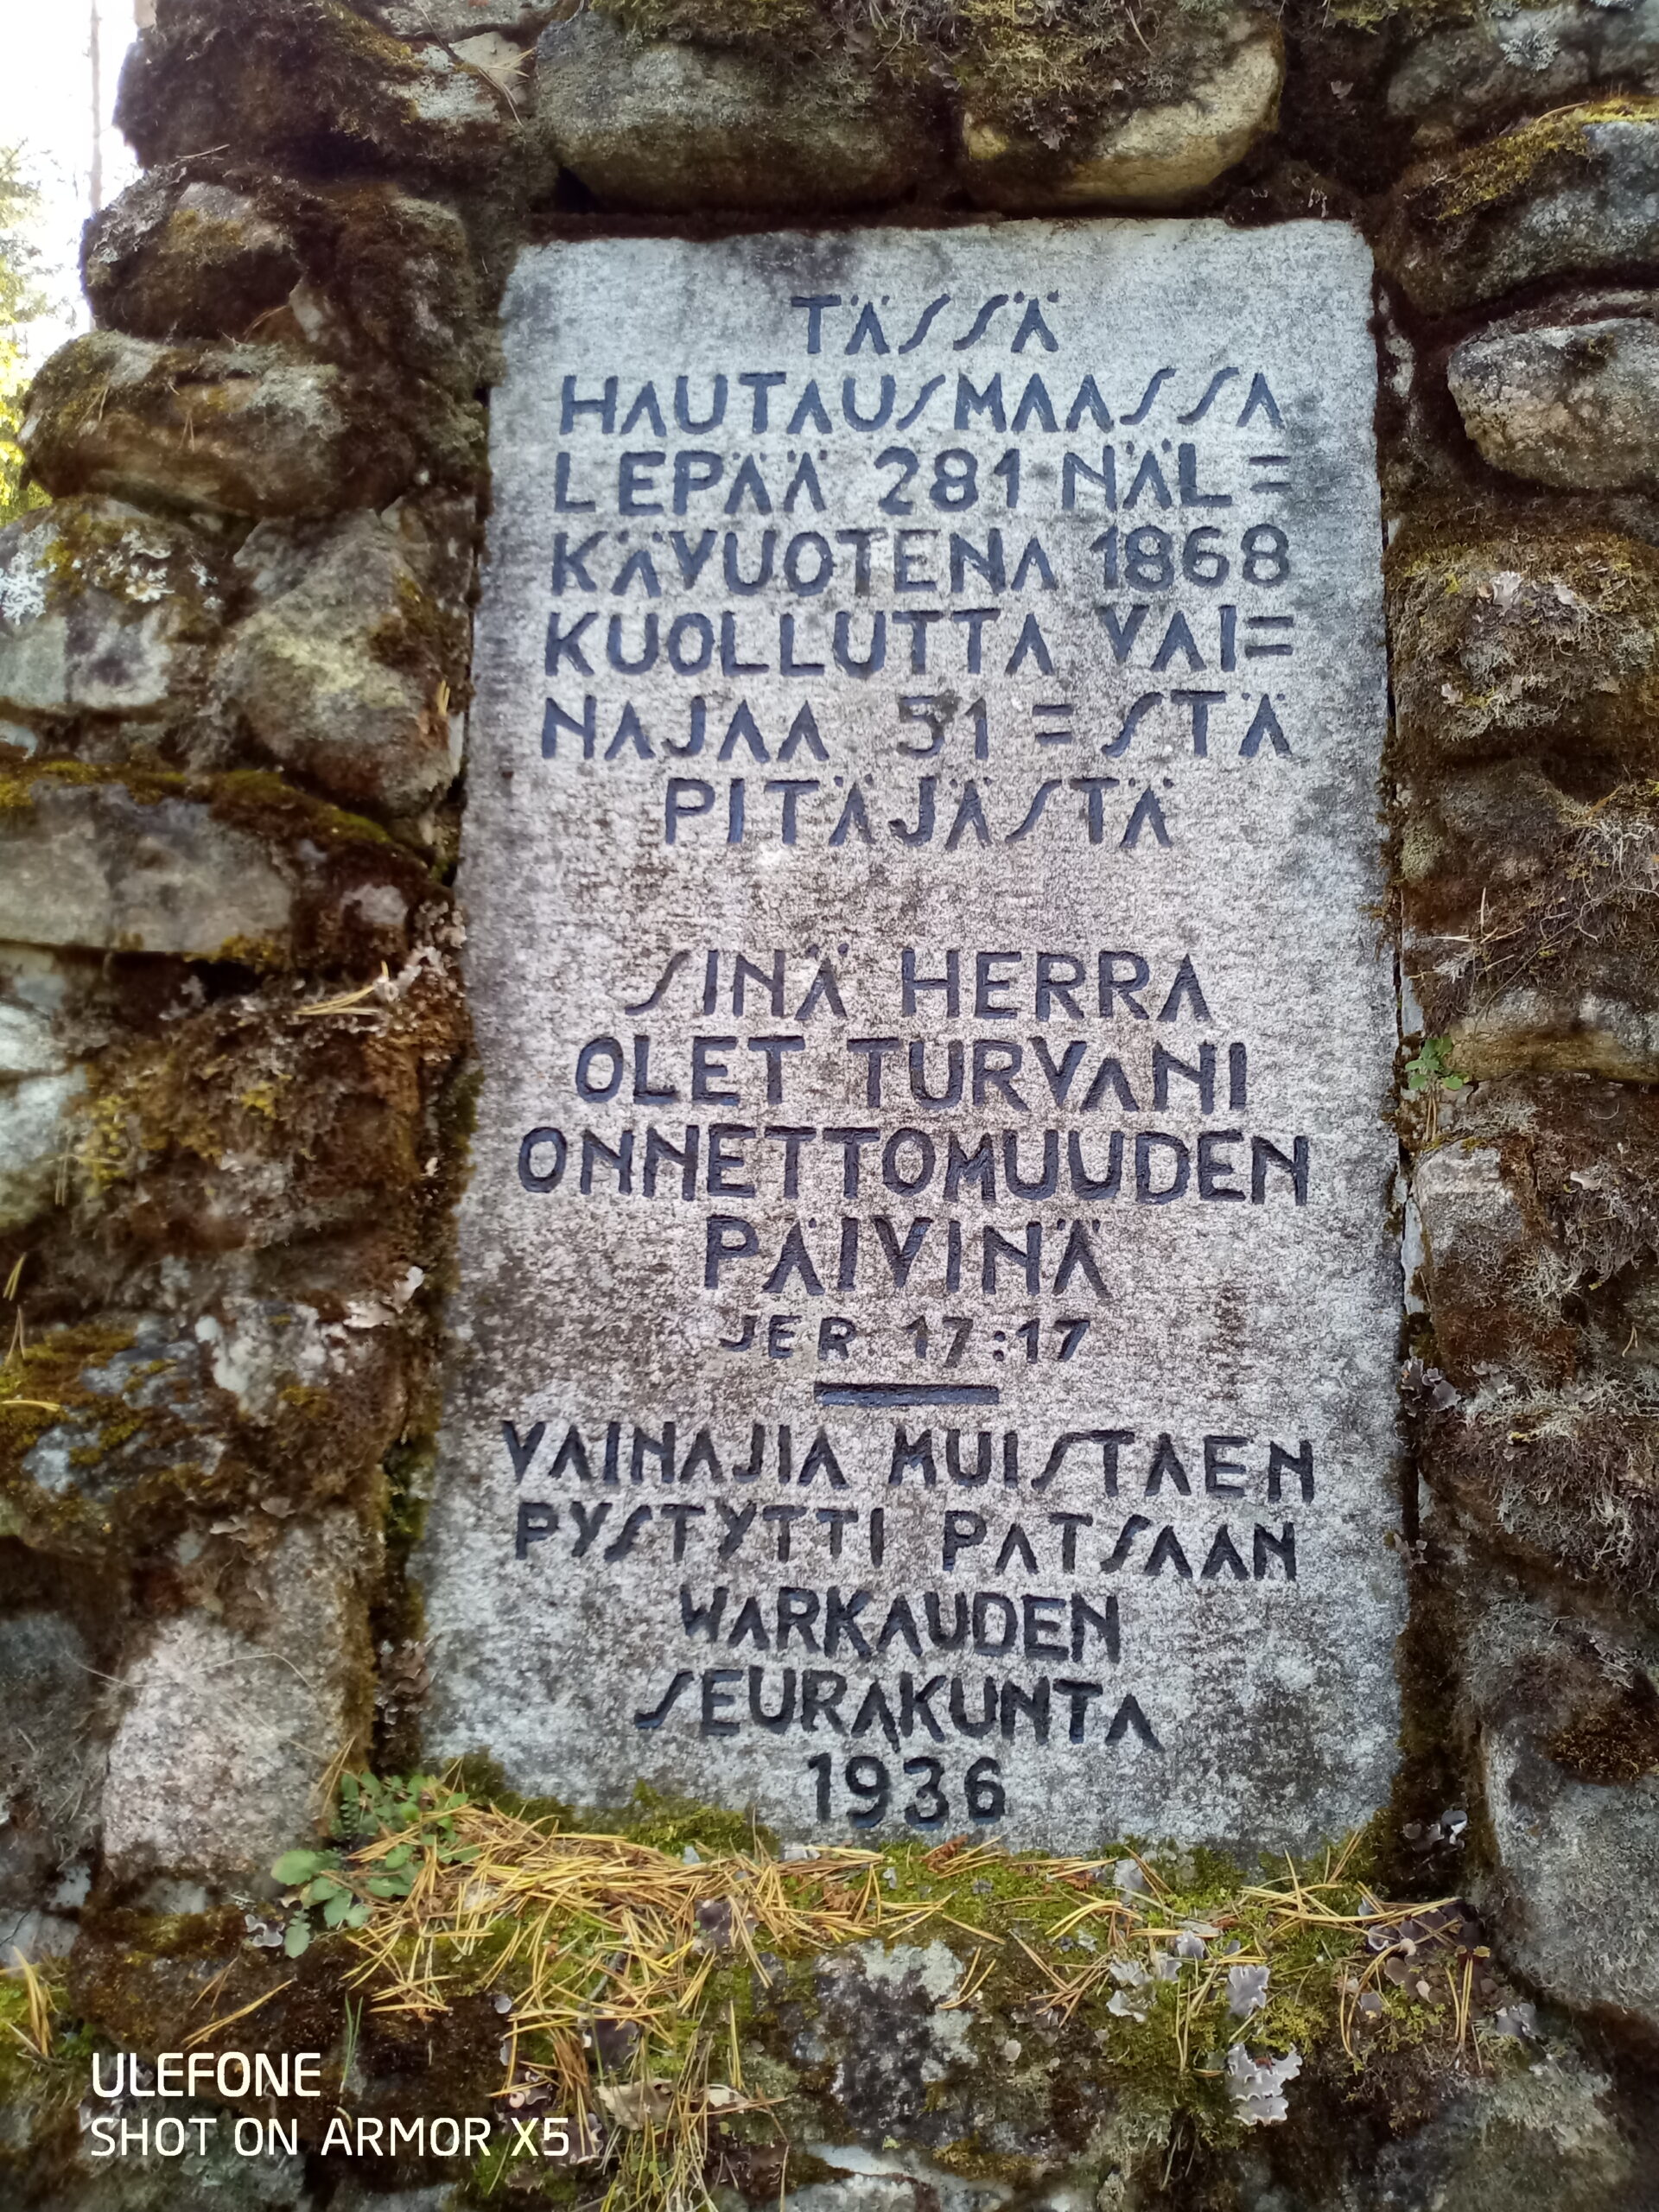 TÄSSÄ
HAUTAUSMAASSA
LEPÄÄ 281 NÄL=
KÄVUOTENA 1868
KUOLLUTTA VAI=
NAJAA 51=STÄ
PITÄJÄSTÄ
SINÄ HERRA
OLET TURVANI
ONNETTOMUUDEN
PÄIVINÄ
JER. 17:17
VAINAJIA MUISTAEN
PYSTYTTI PATSAAN
WARKAUDEN
SEURAKUNTA
1936
ULEFONE
SHOT ON ARMOR X5